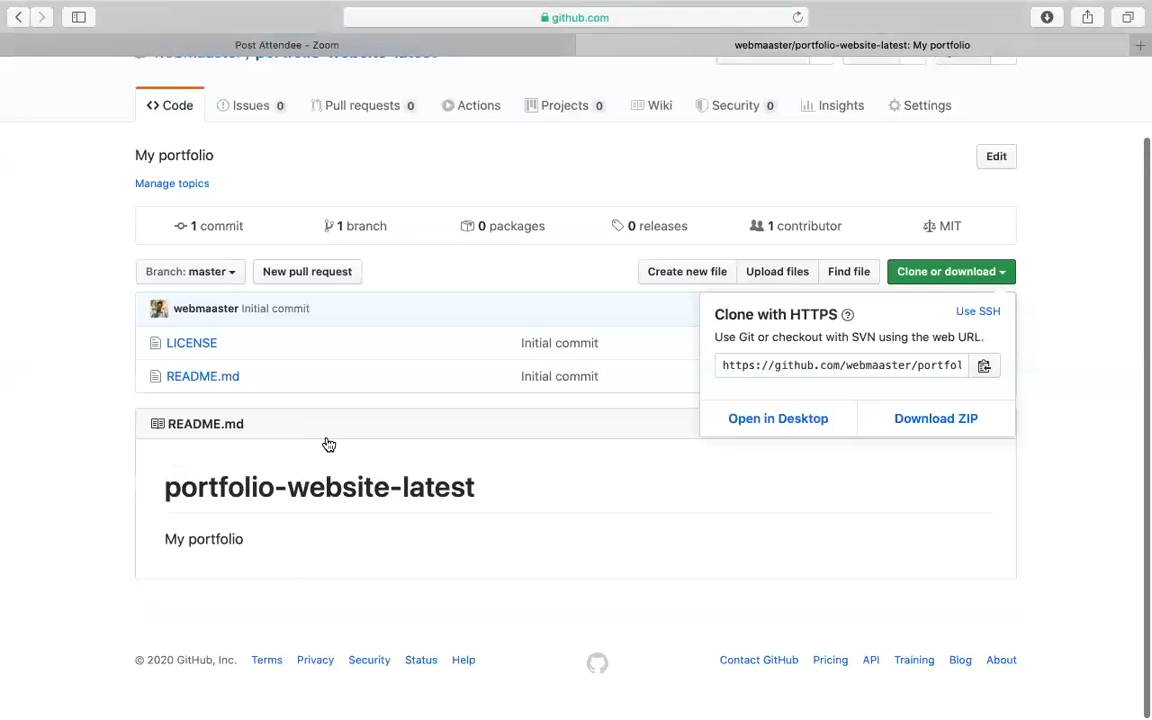 github.com
Post Attendee - Zoom
webmaaster/portfolio-website-latest: My portfolio
webmaaster / portfolio-website-latest
Code Issues 0 Pull requests 0 Actions Projects 0 Wiki Security 0 Insights Settings
My portfolio
Edit
Manage topics
1 commit 1 branch 0 packages 0 releases 1 contributor MIT
Branch: master New pull request Create new file Upload files Find file Clone or download
webmaaster Initial commit
Clone with HTTPS ? Use SSH
Use Git or checkout with SVN using the web URL.
LICENSE Initial commit
https://github.com/webmaaster/portfol
README.md Initial commit
Open in Desktop Download ZIP
README.md
portfolio-website-latest
My portfolio
© 2020 GitHub, Inc. Terms Privacy Security Status Help Contact GitHub Pricing API Training Blog About